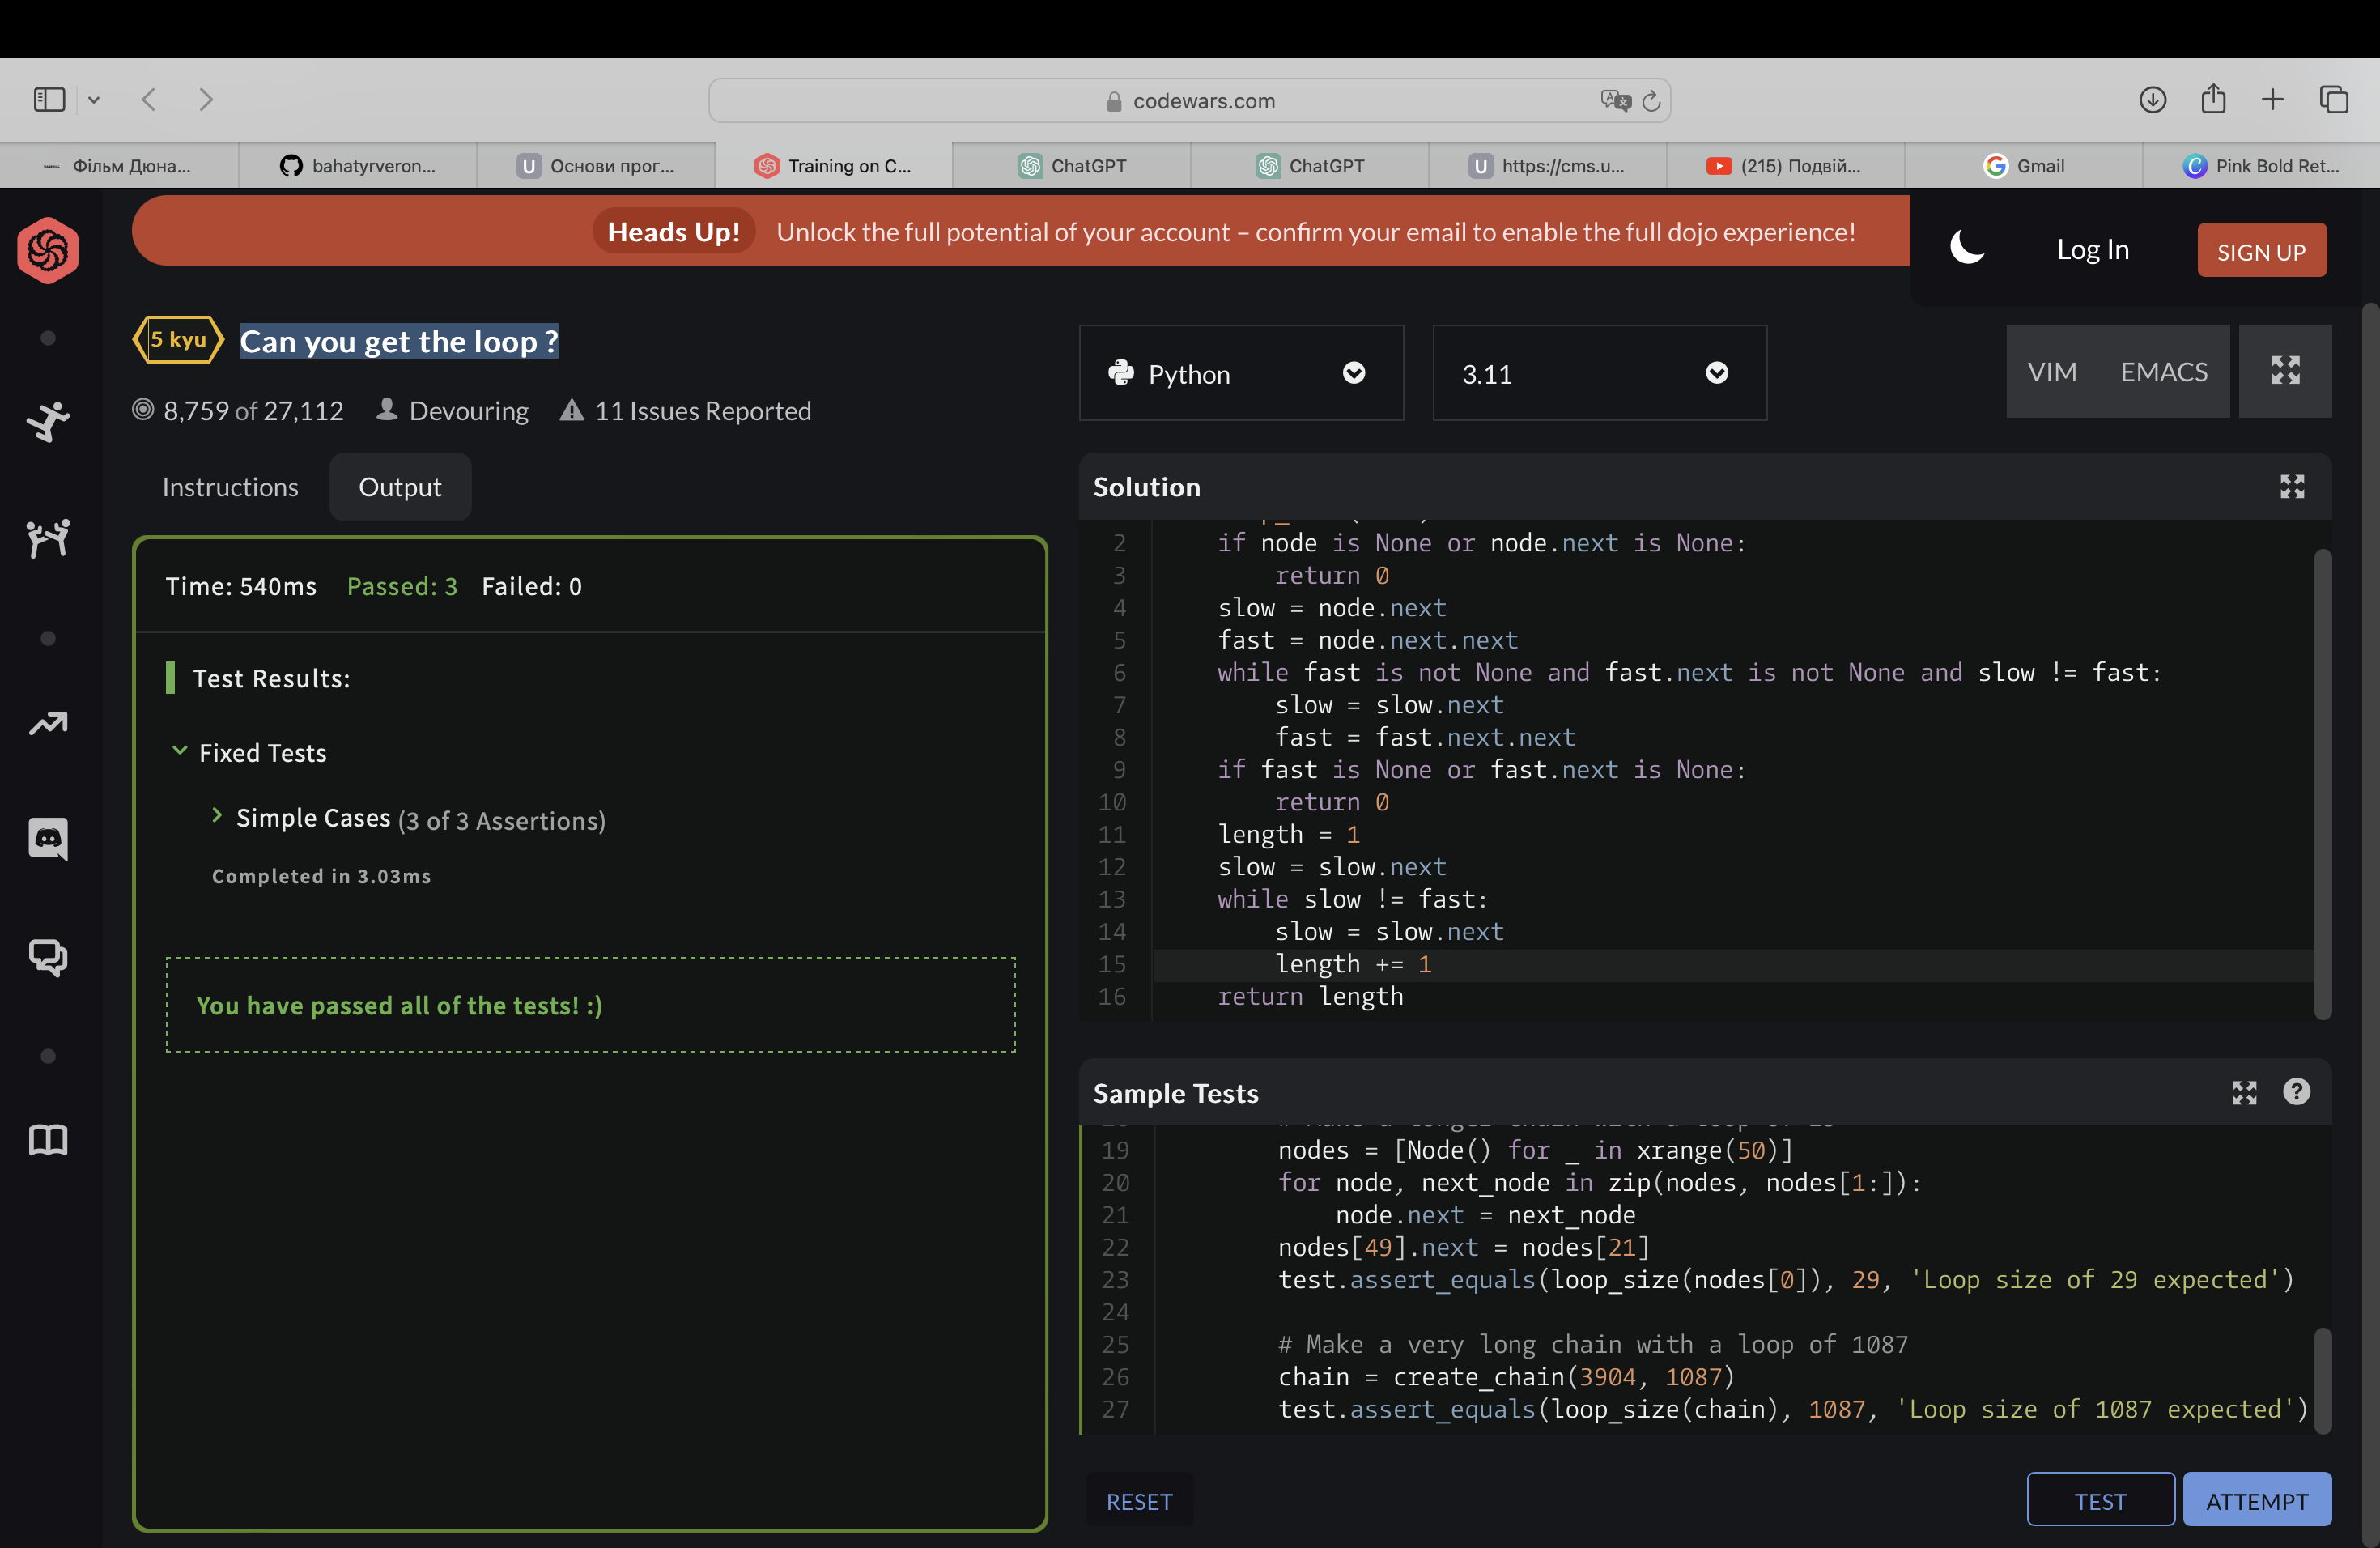 codewars.com
Фільм Дюна...
bahatyrveron...
U Основи прог...
Training on C...
ChatGPT
ChatGPT
U https://cms.u...
(215) Подвій...
Gmail
Pink Bold Ret...
Heads Up! Unlock the full potential of your account – confirm your email to enable the full dojo experience!
Log In
SIGN UP
5 kyu Can you get the loop ?
8,759 of 27,112 Devouring 11 Issues Reported
Python
3.11
VIM EMACS
Instructions
Output
Time: 540ms Passed: 3 Failed: 0
Test Results:
Fixed Tests
Simple Cases (3 of 3 Assertions)
Completed in 3.03ms
You have passed all of the tests! :)
Solution
2 if node is None or node.next is None:
3 return 0
4 slow = node.next
5 fast = node.next.next
6 while fast is not None and fast.next is not None and slow != fast:
7 slow = slow.next
8 fast = fast.next.next
9 if fast is None or fast.next is None:
10 return 0
11 length = 1
12 slow = slow.next
13 while slow != fast:
14 slow = slow.next
15 length += 1
16 return length
Sample Tests
19 nodes = [Node() for _ in xrange(50)]
20 for node, next_node in zip(nodes, nodes[1:]):
21 node.next = next_node
22 nodes[49].next = nodes[21]
23 test.assert_equals(loop_size(nodes[0]), 29, 'Loop size of 29 expected')
24
25 # Make a very long chain with a loop of 1087
26 chain = create_chain(3904, 1087)
27 test.assert_equals(loop_size(chain), 1087, 'Loop size of 1087 expected')
RESET
TEST
ATTEMPT